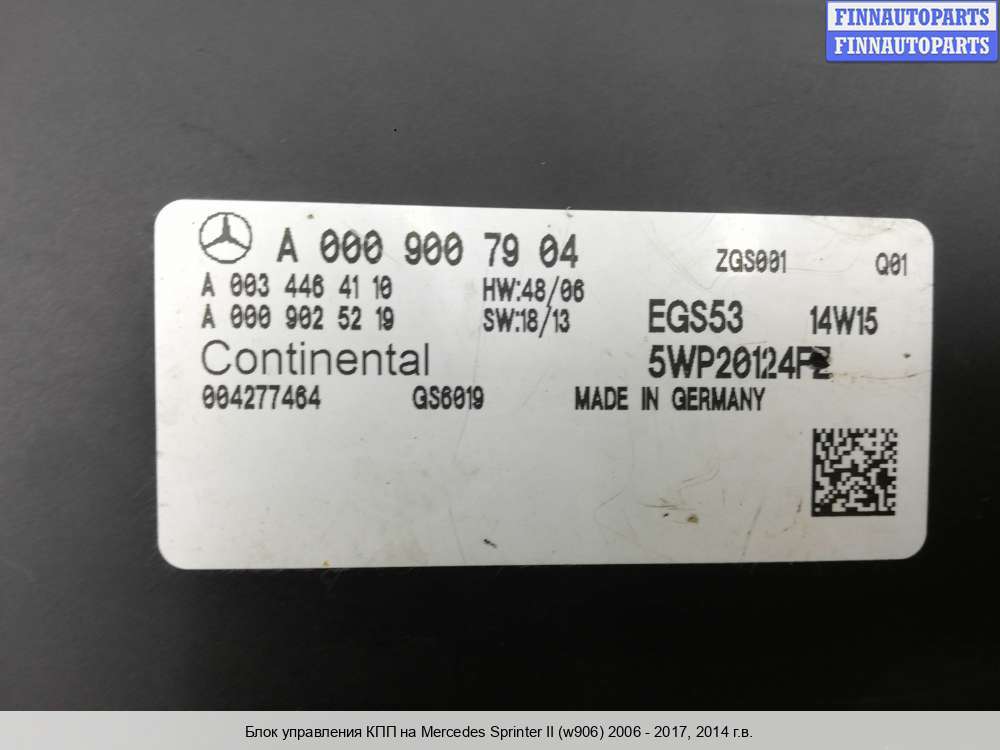 FINNAUTOPARTS
FINNAUTOPARTS
A 000 900 79 04
ZGS001 Q01
A 003 446 41 10 HW:48/06
A 000 902 52 19 SW:18/13
EGS53 14W15
Continental
004277464 GS6019 MADE IN GERMANY
Блок управления КПП на Mercedes Sprinter II (w906) 2006 - 2017, 2014 г.в.